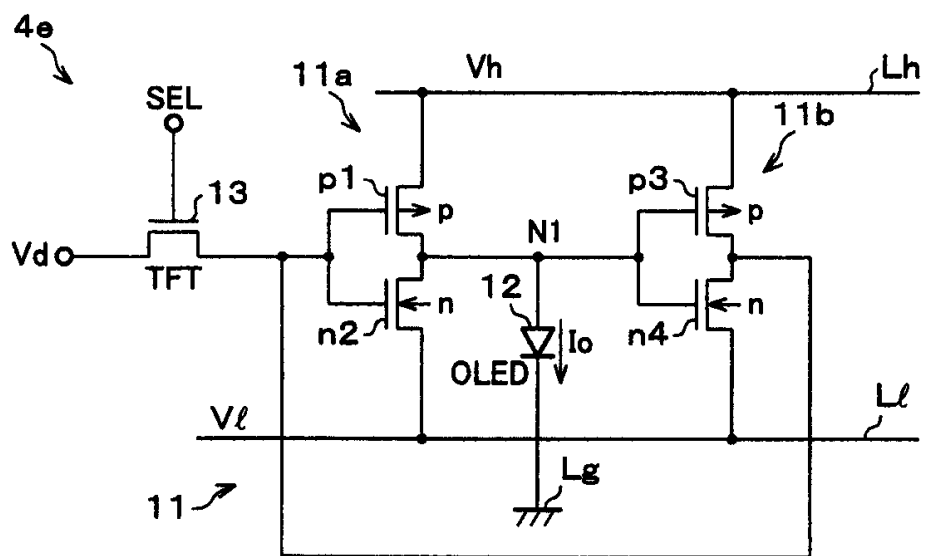 4e
SEL
13
Vd
TFT
11a
Vh
Lh
11b
p1
p
p3
p
N1
n2
n
12
OLED
Io
n4
n
Vℓ
Lℓ
11
Lg